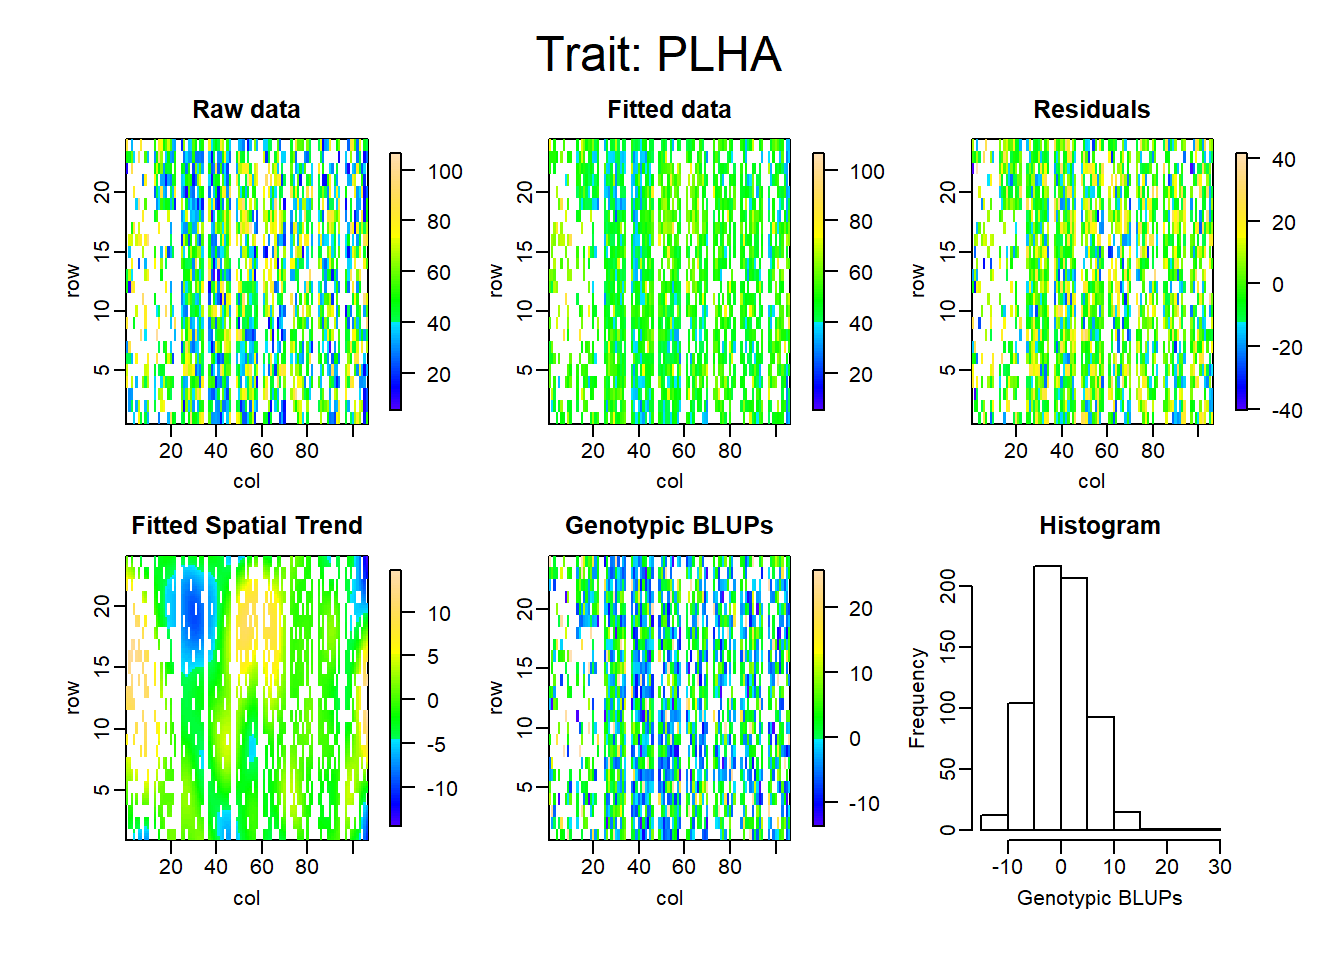 Trait: PLHA
Raw data
Fitted data
Residuals
row
5 10 15 20
20 40 60 80
col
20 40 60 80 100
row
5 10 15 20
20 40 60 80
col
20 40 60 80 100
row
5 10 15 20
20 40 60 80
col
-40 -20 0 20 40
Fitted Spatial Trend
Genotypic BLUPs
Histogram
row
5 10 15 20
20 40 60 80
col
-10 -5 0 5 10
row
5 10 15 20
20 40 60 80
col
-10 0 10 20
Frequency
0 50 100 150 200
-10 0 10 20 30
Genotypic BLUPs